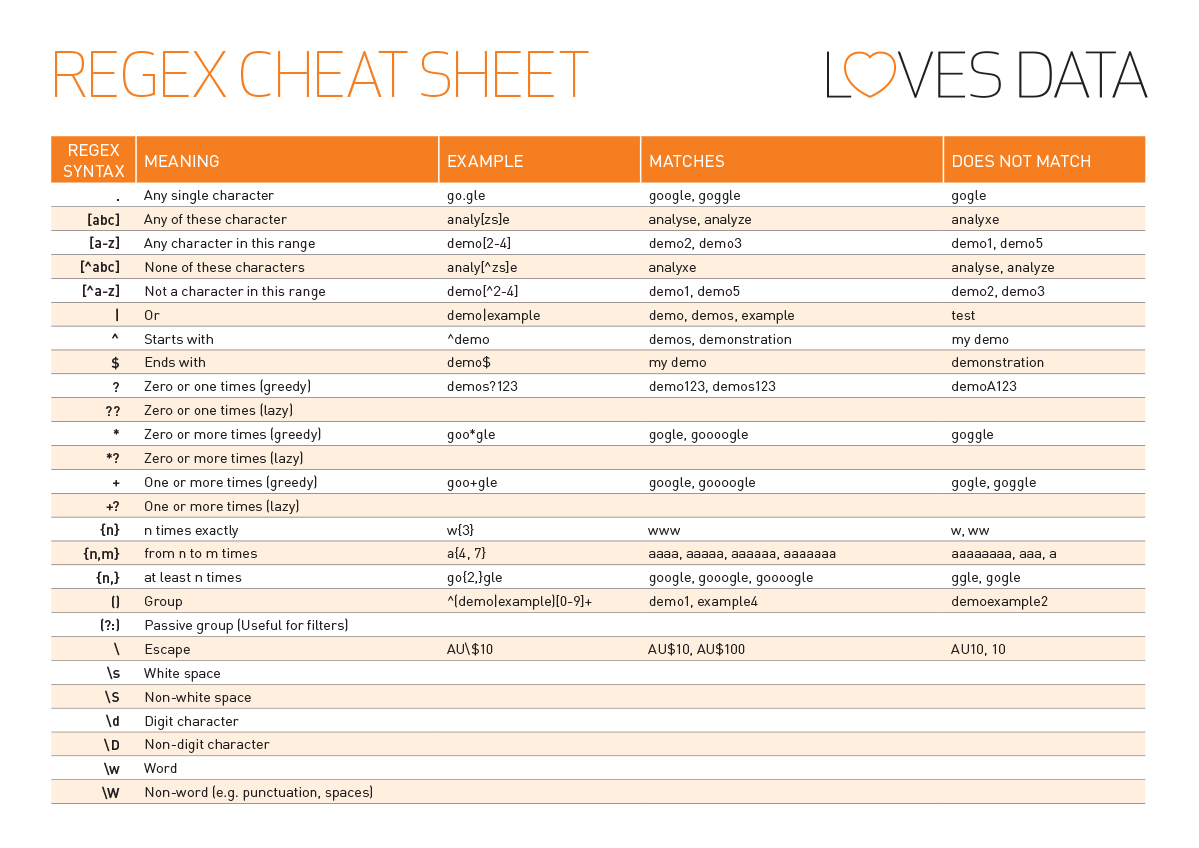 REGEX CHEAT SHEET
LOVES DATA
REGEX SYNTAX MEANING EXAMPLE MATCHES DOES NOT MATCH
. Any single character go.gle google, goggle gogle
[abc] Any of these character analy[zs]e analyse, analyze analyxe
[a-z] Any character in this range demo[2-4] demo2, demo3 demo1, demo5
[^abc] None of these characters analy[^zs]e analyxe analyse, analyze
[^a-z] Not a character in this range demo[^2-4] demo1, demo5 demo2, demo3
| Or demo|example demo, demos, example test
^ Starts with ^demo demos, demonstration my demo
$ Ends with demo$ my demo demonstration
? Zero or one times (greedy) demos?123 demo123, demos123 demoA123
?? Zero or one times (lazy)
* Zero or more times (greedy) goo*gle gogle, goooogle goggle
*? Zero or more times (lazy)
+ One or more times (greedy) goo+gle google, goooogle gogle, goggle
+? One or more times (lazy)
{n} n times exactly w{3} www w, ww
{n,m} from n to m times a{4, 7} aaaa, aaaaa, aaaaaa, aaaaaaa aaaaaaaa, aaa, a
{n,} at least n times go{2,}gle google, gooogle, goooogle ggle, gogle
() Group ^(demo|example)[0-9]+ demo1, example4 demoexample2
(?:) Passive group (Useful for filters)
\ Escape AU\$10 AU$10, AU$100 AU10, 10
\s White space
\S Non-white space
\d Digit character
\D Non-digit character
\w Word
\W Non-word (e.g. punctuation, spaces)